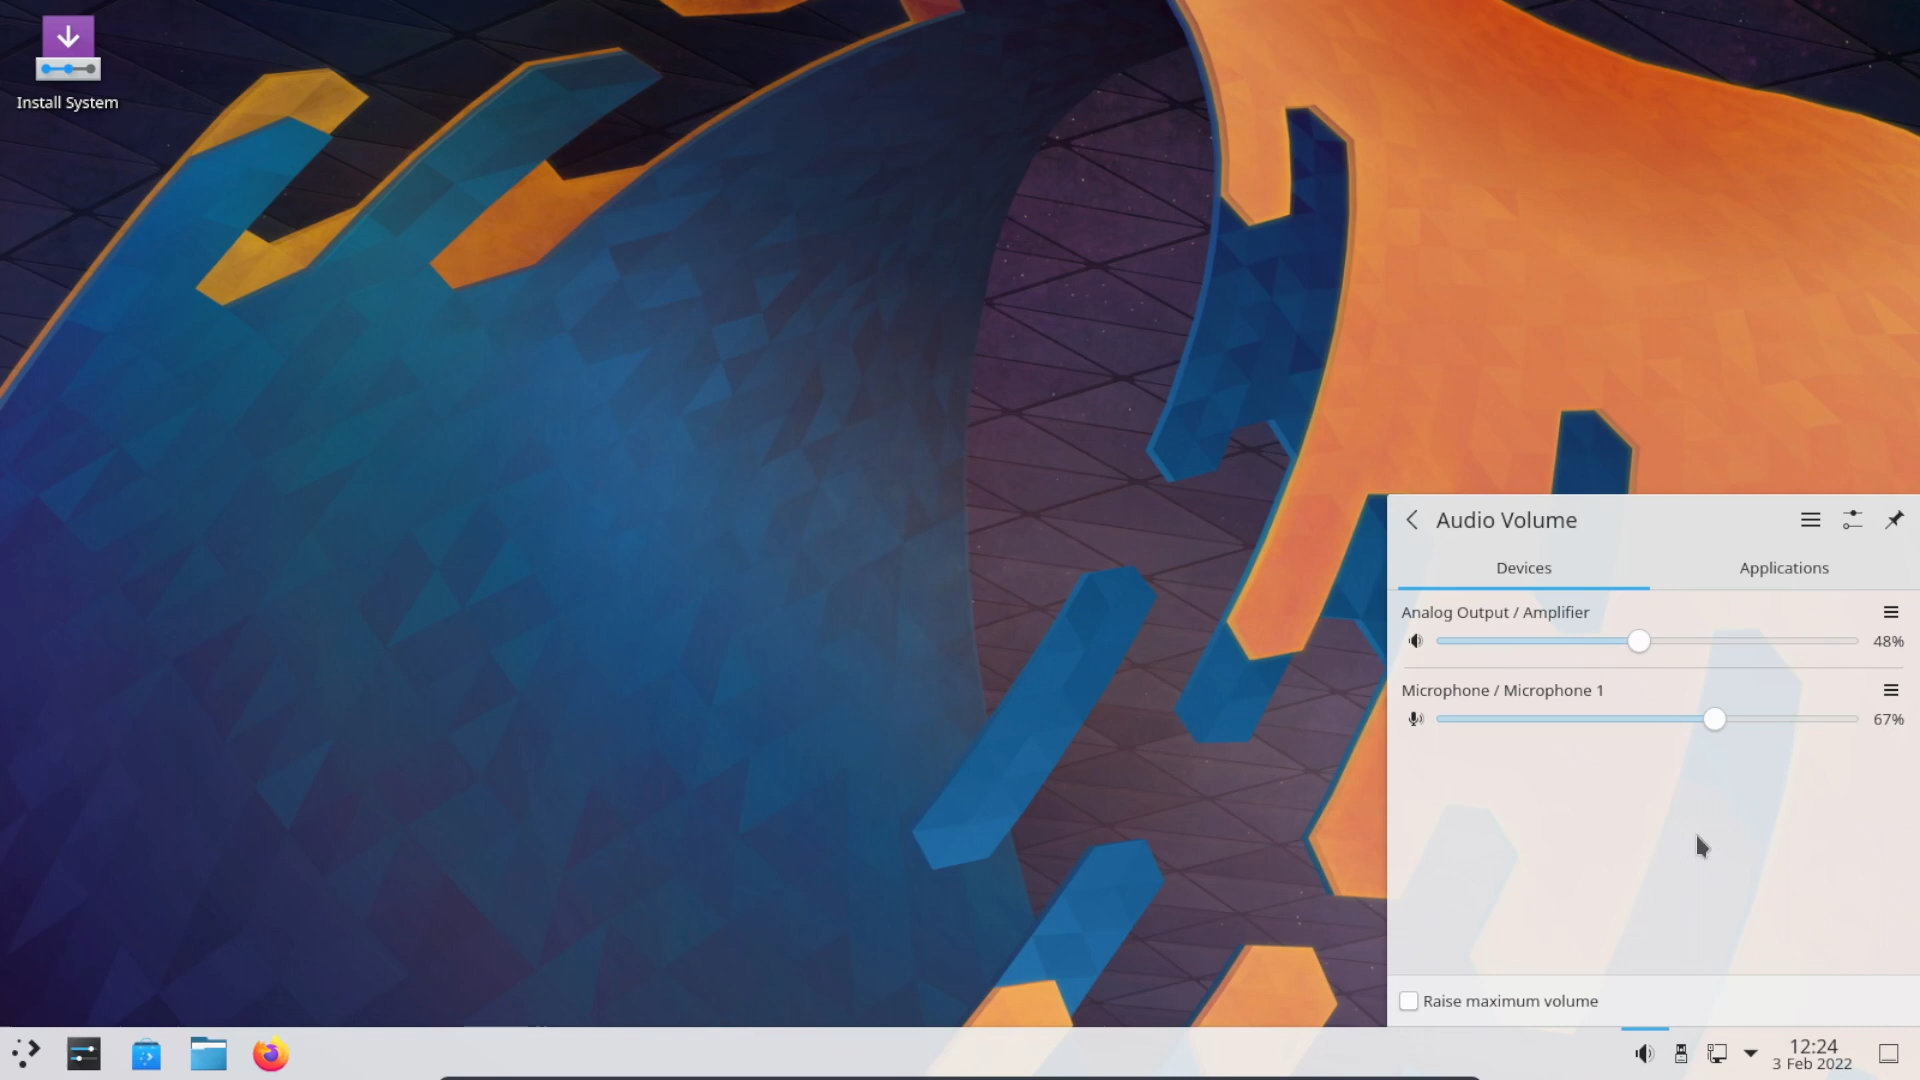 Install System
Audio Volume
Devices
Applications
Analog Output / Amplifier
48%
Microphone / Microphone 1
67%
Raise maximum volume
12:24
3 Feb 2022